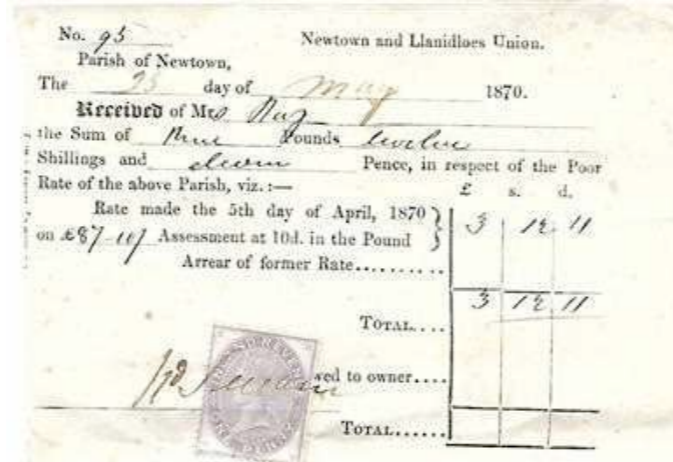 No. 95 Newtown and Llanidloes Union.
Parish of Newtown,
The 23 day of May 1870.
Received of Mrs
the Sum of three Pounds twelve
Shillings and eleven Pence, in respect of the Poor
Rate of the above Parish, viz.:—
£ s. d.
Rate made the 5th day of April, 1870
on £87-10/ Assessment at 10d. in the Pound 3 12 11
Arrear of former Rate..........
TOTAL.... 3 12 11
wed to owner....
TOTAL......